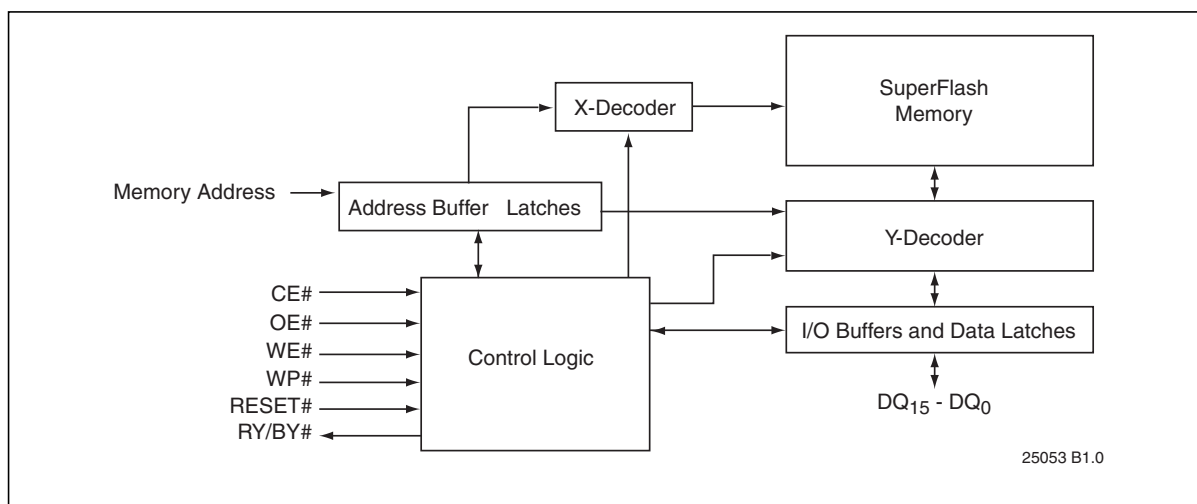 SuperFlash
Memory
X-Decoder
Memory Address
Address Buffer Latches
Y-Decoder
CE#
OE#
WE#
WP#
RESET#
RY/BY#
Control Logic
I/O Buffers and Data Latches
DQ15 - DQ0
25053 B1.0